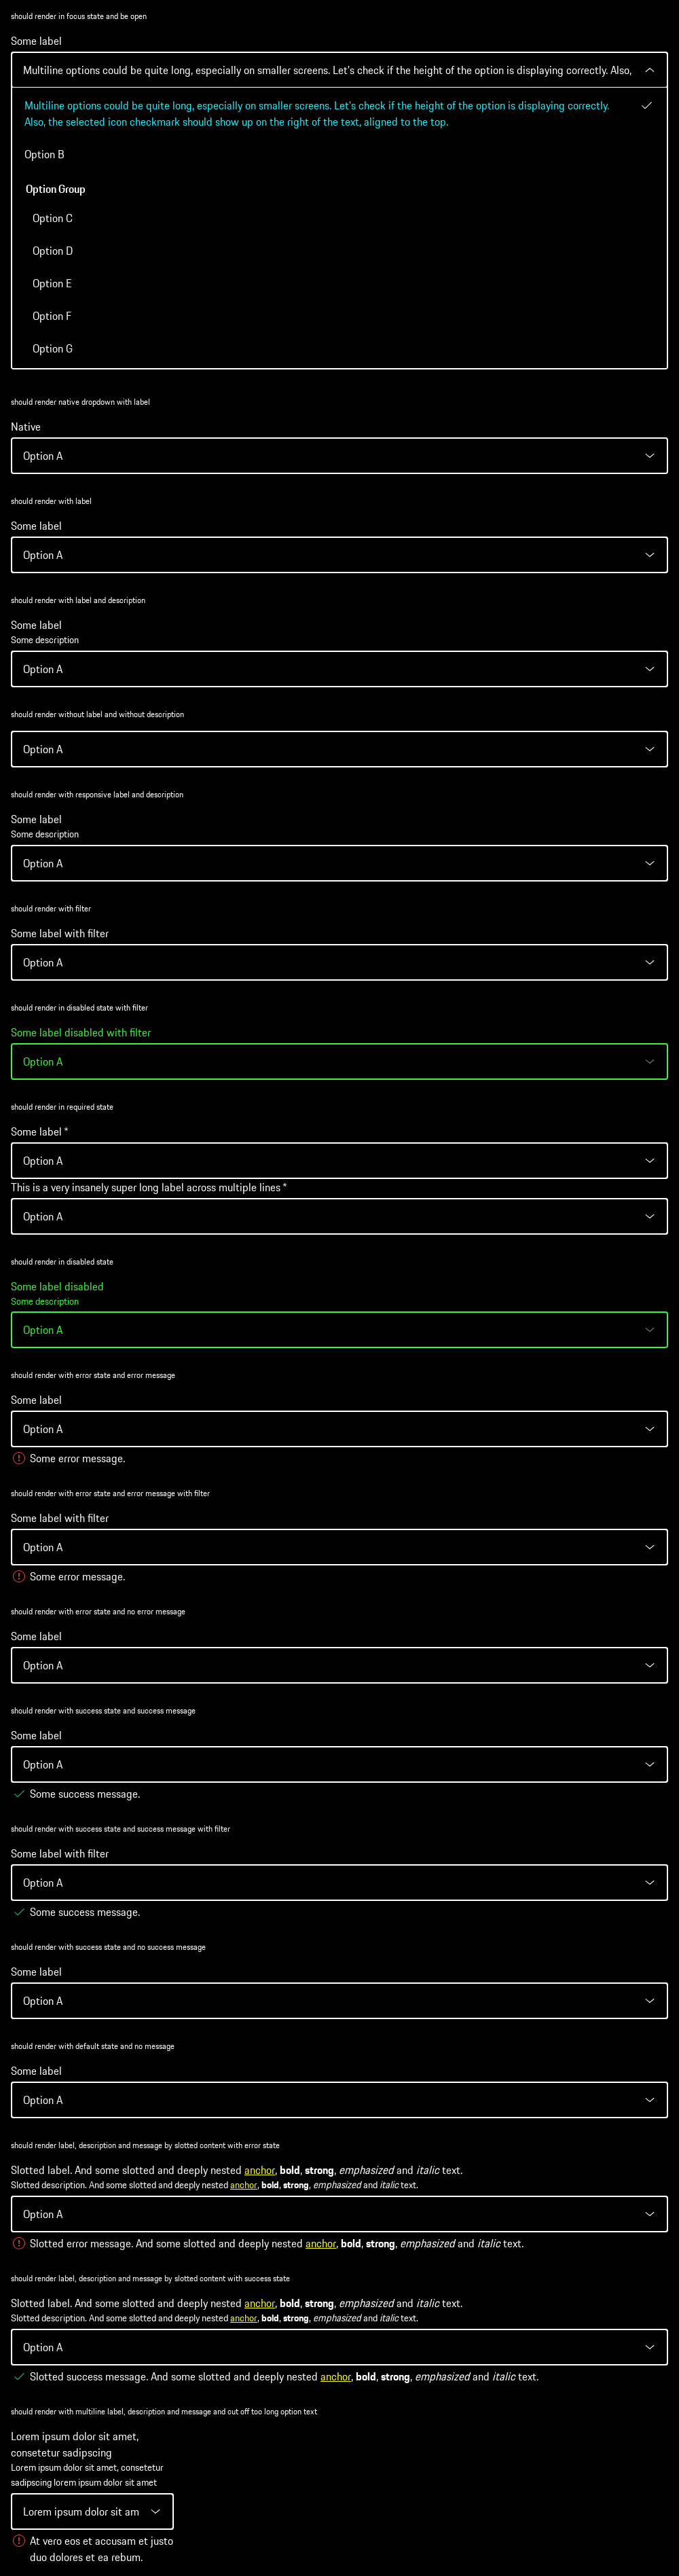 should render in focus state and be open
Some label
Multiline options could be quite long, especially on smaller screens. Let's check if the height of the option is displaying correctly. Also,
Multiline options could be quite long, especially on smaller screens. Let's check if the height of the option is displaying correctly.
Also, the selected icon checkmark should show up on the right of the text, aligned to the top.
Option B
Option Group
Option C
Option D
Option E
Option F
Option G
should render native dropdown with label
Native
Option A
should render with label
Some label
Option A
should render with label and description
Some label
Some description
Option A
should render without label and without description
Option A
should render with responsive label and description
Some label
Some description
Option A
should render with filter
Some label with filter
Option A
should render in disabled state with filter
Some label disabled with filter
Option A
should render in required state
Some label *
Option A
This is a very insanely super long label across multiple lines *
Option A
should render in disabled state
Some label disabled
Some description
Option A
should render with error state and error message
Some label
Option A
Some error message.
should render with error state and error message with filter
Some label with filter
Option A
Some error message.
should render with error state and no error message
Some label
Option A
should render with success state and success message
Some label
Option A
Some success message.
should render with success state and success message with filter
Some label with filter
Option A
Some success message.
should render with success state and no success message
Some label
Option A
should render with default state and no message
Some label
Option A
should render label, description and message by slotted content with error state
Slotted label. And some slotted and deeply nested anchor, bold, strong, emphasized and italic text.
Slotted description. And some slotted and deeply nested anchor, bold, strong, emphasized and italic text.
Option A
Slotted error message. And some slotted and deeply nested anchor, bold, strong, emphasized and italic text.
should render label, description and message by slotted content with success state
Slotted label. And some slotted and deeply nested anchor, bold, strong, emphasized and italic text.
Slotted description. And some slotted and deeply nested anchor, bold, strong, emphasized and italic text.
Option A
Slotted success message. And some slotted and deeply nested anchor, bold, strong, emphasized and italic text.
should render with multiline label, description and message and cut off too long option text
Lorem ipsum dolor sit amet,
consetetur sadipscing
Lorem ipsum dolor sit amet, consetetur
sadipscing lorem ipsum dolor sit amet
Lorem ipsum dolor sit am
At vero eos et accusam et justo
duo dolores et ea rebum.